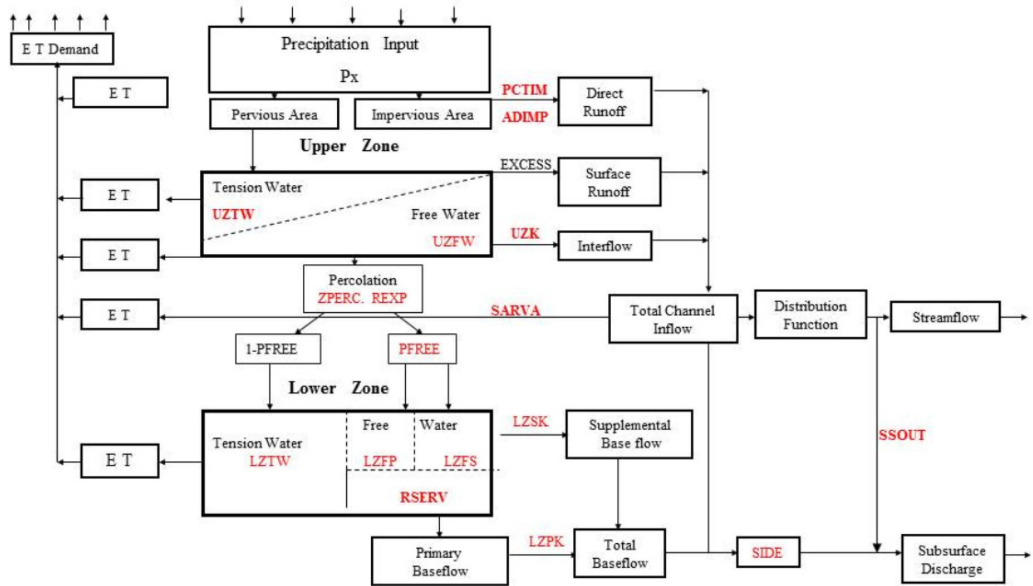 Precipitation Input
Px
E T Demand
E T
PCTIM
Direct
Runoff
Pervious Area
Impervious Area
ADIMP
Upper Zone
EXCESS
Surface
Runoff
Tension Water
UZTW
E T
Free Water
UZFW
UZK
Interflow
E T
Percolation
ZPERC. REXP
SARVA
E T
Total Channel
Inflow
Distribution
Function
Streamflow
1-PFREE
PFREE
Lower Zone
Free
Water
LZSK
Supplemental
Base flow
SSOUT
E T
Tension Water
LZTW
LZFP
LZFS
RSERV
Primary
Baseflow
LZPK
Total
Baseflow
SIDE
Subsurface
Discharge